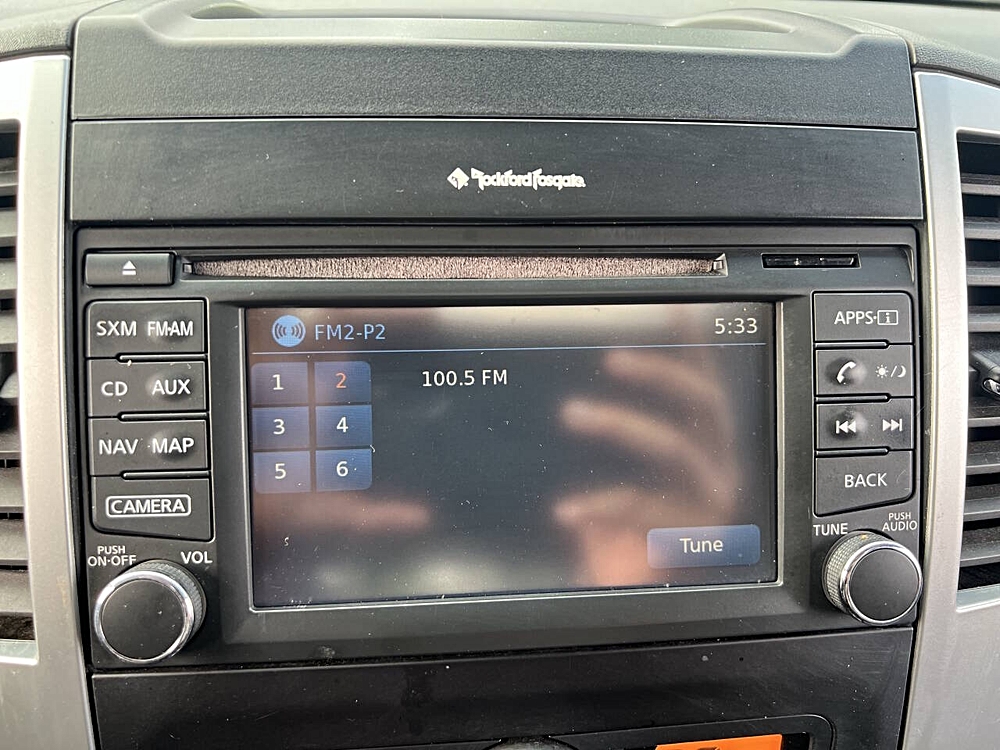 Rockford Fosgate
SXM FM·AM
CD AUX
NAV MAP
CAMERA
PUSH
ON·OFF
VOL
FM2-P2
5:33
1 2
100.5 FM
3 4
5 6
Tune
APPS·i
BACK
TUNE
PUSH
AUDIO